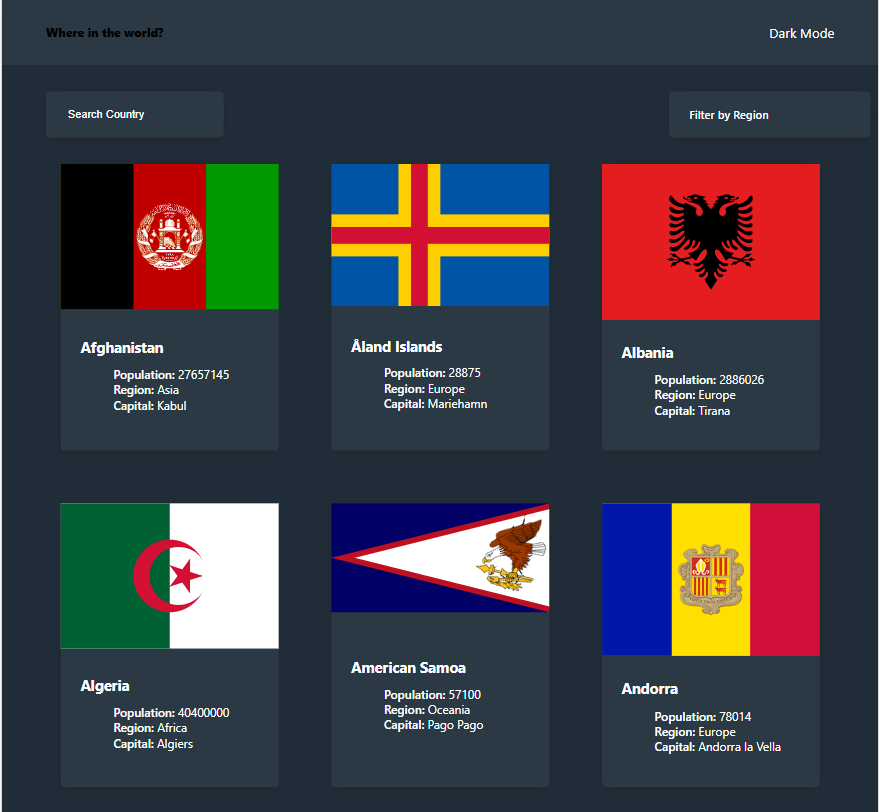 Where in the world?
Dark Mode
Search Country
Filter by Region
Afghanistan
Population: 27657145
Region: Asia
Capital: Kabul
Åland Islands
Population: 28875
Region: Europe
Capital: Mariehamn
Albania
Population: 2886026
Region: Europe
Capital: Tirana
Algeria
Population: 40400000
Region: Africa
Capital: Algiers
American Samoa
Population: 57100
Region: Oceania
Capital: Pago Pago
Andorra
Population: 78014
Region: Europe
Capital: Andorra la Vella